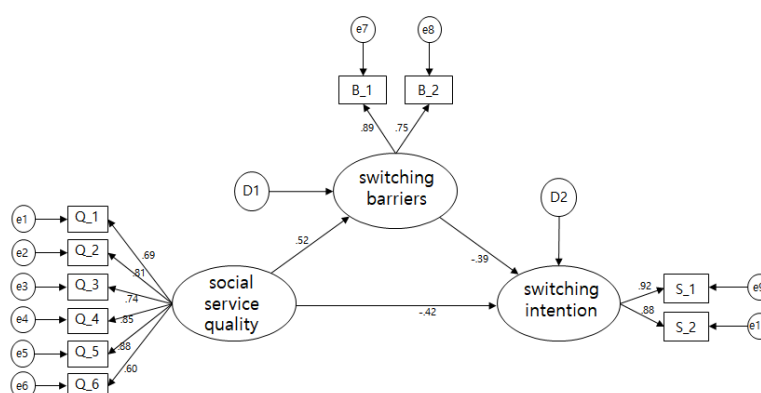 e7
e8
B_1
B_2
.89
.75
switching
barriers
D1
D2
e1
Q_1
e2
Q_2
e3
Q_3
e4
Q_4
e5
Q_5
e6
Q_6
.69
.81
.74
.85
.88
.60
social
service
quality
.52
-.39
-.42
switching
intention
.92
.88
S_1
S_2
e9
e1